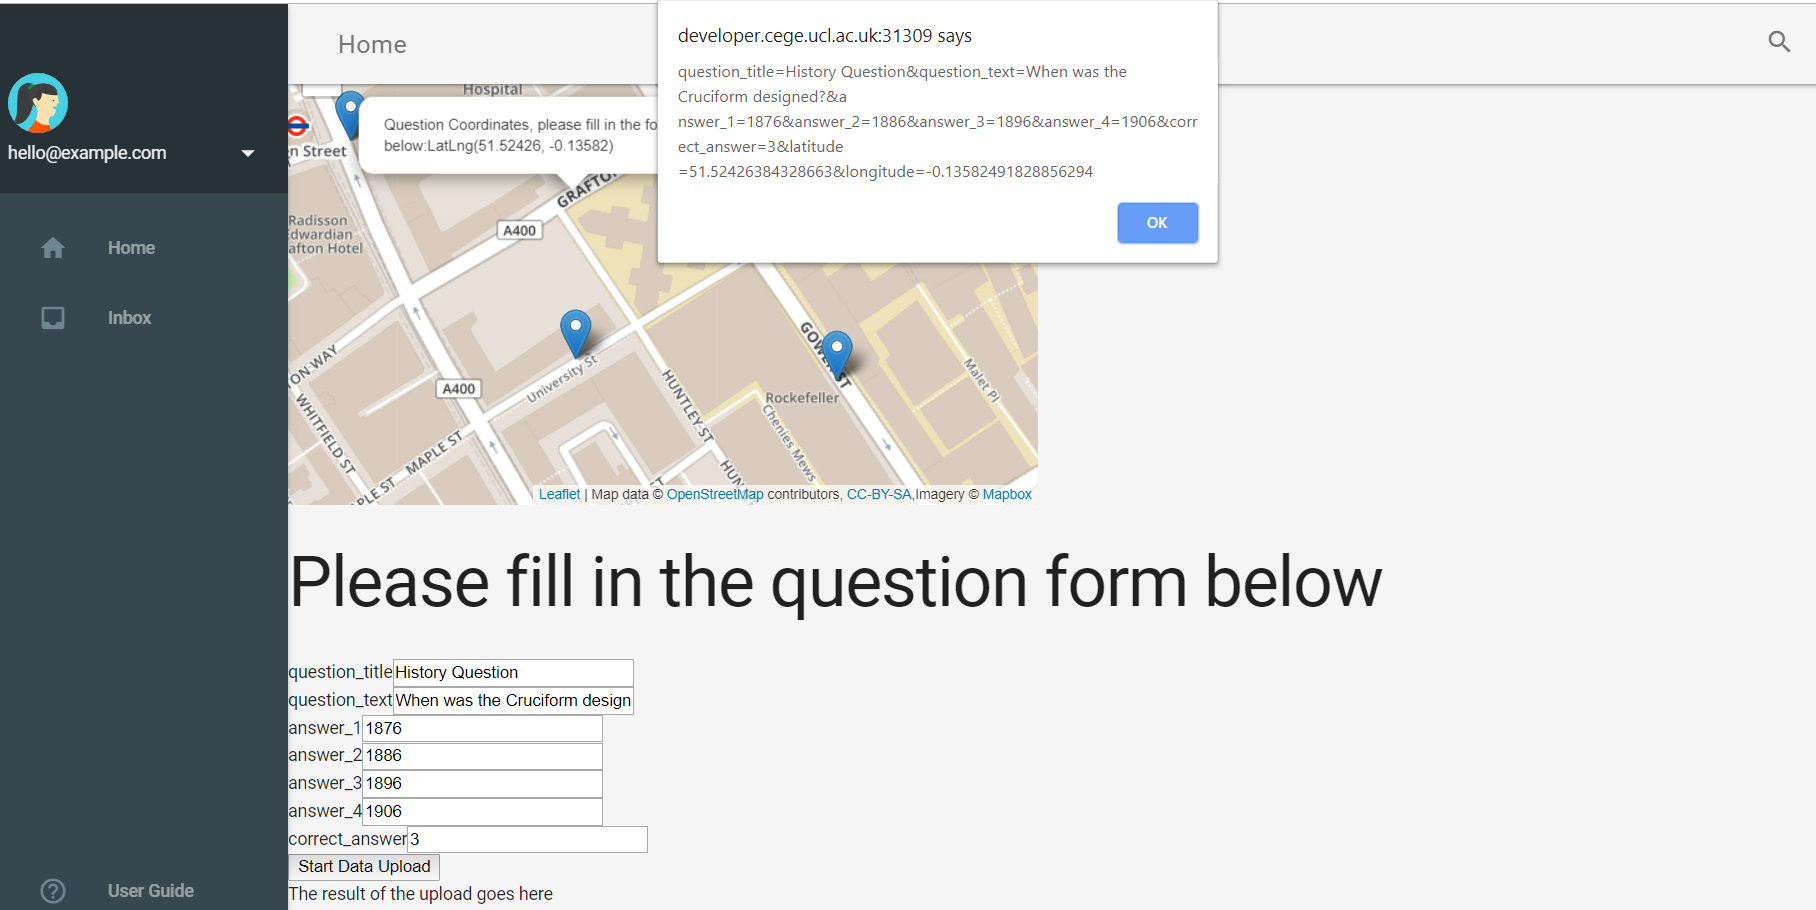 Home
developer.cege.ucl.ac.uk:31309 says
question_title=History Question&question_text=When was the
Cruciform designed?&a
nswer_1=1876&answer_2=1886&answer_3=1896&answer_4=1906&corr
ect_answer=3&latitude
=51.52426384328663&longitude=-0.13582491828856294
OK
hello@example.com
Home
Inbox
User Guide
Hospital
Question Coordinates, please fill in the fo
below:LatLng(51.52426, -0.13582)
n Street
GRAFTO
Radisson
Edwardian
afton Hotel
A400
A400
ON WAY
WHITFIELD ST
MAPLE ST
PLE ST
University St
HUNTLEY ST
HUN
GOWER ST
Rockefeller
Chenies Mews
Malet Pl
Leaflet | Map data © OpenStreetMap contributors, CC-BY-SA,Imagery © Mapbox
Please fill in the question form below
question_title History Question
question_text When was the Cruciform design
answer_1 1876
answer_2 1886
answer_3 1896
answer_4 1906
correct_answer 3
Start Data Upload
The result of the upload goes here